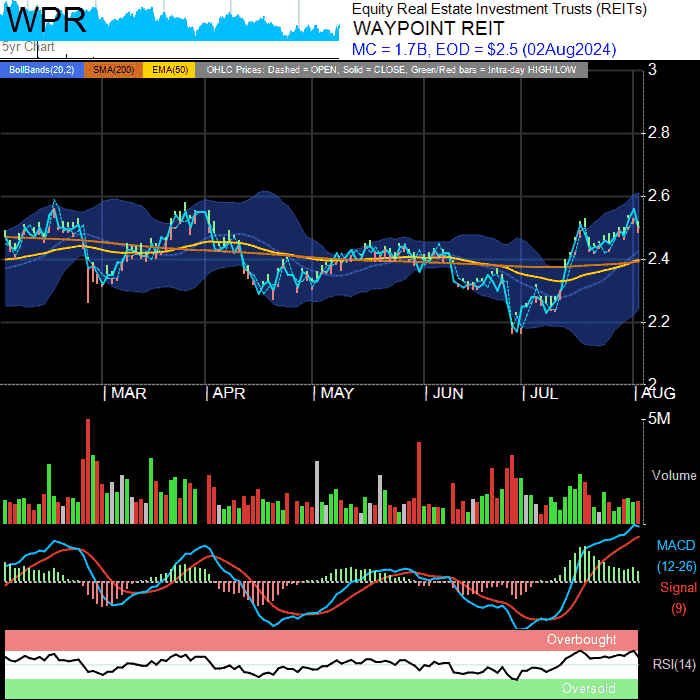 WPR
5yr Chart
Equity Real Estate Investment Trusts (REITs)
WAYPOINT REIT
MC = 1.7B, EOD = $2.5 (02Aug2024)
BollBands(20,2) SMA(200) EMA(50) OHLC Prices: Dashed = OPEN, Solid = CLOSE, Green/Red bars = Intra-day HIGH/LOW
3
2.8
2.6
2.4
2.2
2
MAR APR MAY JUN JUL AUG
5M
Volume
MACD
(12-26)
Signal
(9)
Overbought
RSI(14)
Oversold